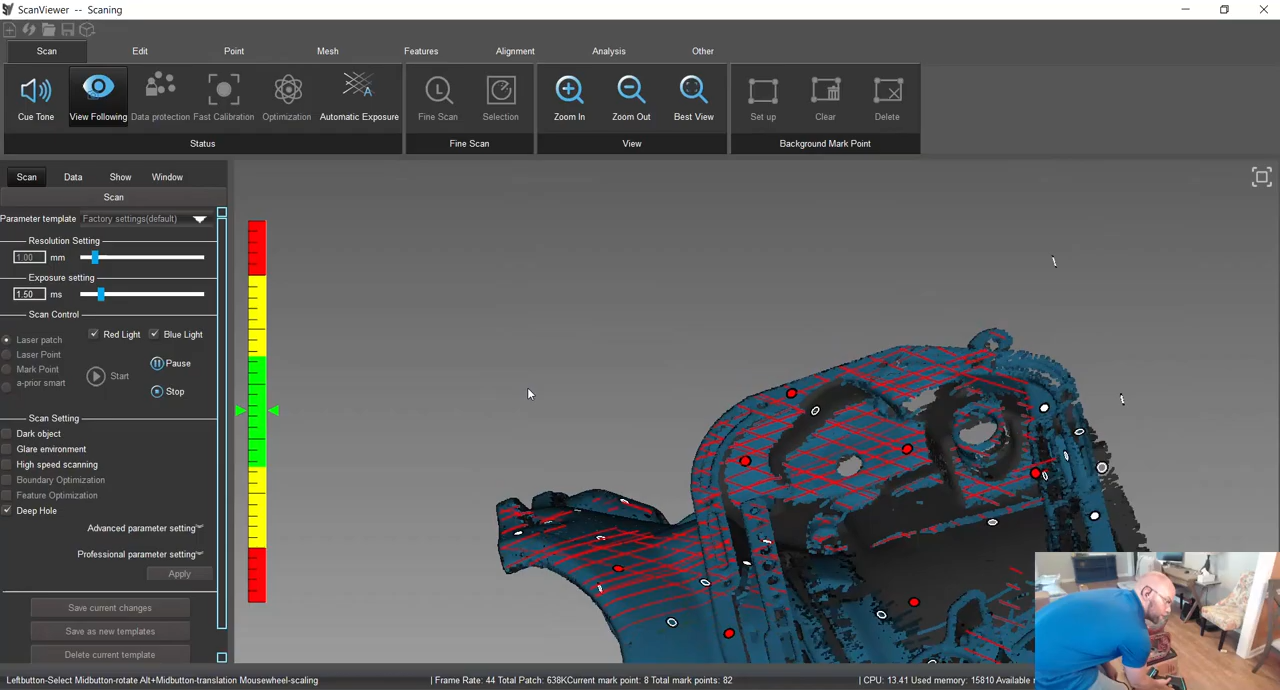 ScanViewer -- Scaning
Scan Edit Point Mesh Features Alignment Analysis Other
Cue Tone View Following Data protection Fast Calibration Optimization Automatic Exposure Fine Scan Selection Zoom In Zoom Out Best View Set up Clear Delete
Status Fine Scan View Background Mark Point
Scan Data Show Window
Scan
Parameter template Factory settings(default)
Resolution Setting
1.00 mm
Exposure setting
1.50 ms
Scan Control
Laser patch Red Light Blue Light
Laser Point
Pause
Mark Point Start
a-prior smart
Stop
Scan Setting
Dark object
Glare environment
High speed scanning
Boundary Optimization
Feature Optimization
Deep Hole
Advanced parameter setting
Professional parameter setting
Apply
Save current changes
Save as new templates
Delete current template
Leftbutton-Select Midbutton-rotate Alt+Midbutton-translation Mousewheel-scaling | Frame Rate: 44 Total Patch: 638KCurrent mark point: 8 Total mark points: 82 | CPU: 13.41 Used memory: 15810 Available